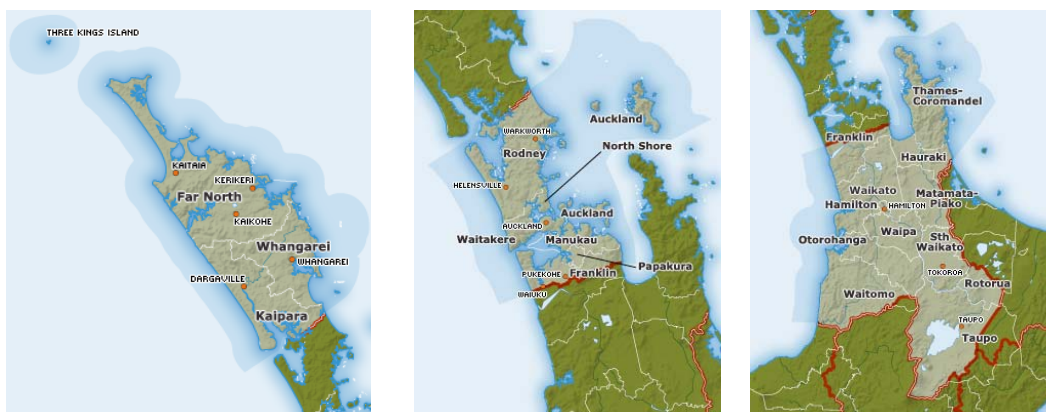 THREE KINGS ISLAND
KAITAIA
KERIKERI
Far North
KAIKOHE
Whangarei
WHANGAREI
DARGAVILLE
Kaipara
Auckland
WARKWORTH
North Shore
Rodney
HELENSVILLE
Auckland
AUCKLAND
Waitakere
Manukau
Papakura
PUKEKOHE
Franklin
WAIUKU
Thames-
Coromandel
Franklin
Hauraki
Waikato
Matamata-
Piako
Hamilton
HAMILTON
Waipa
Sth
Waikato
Otorohanga
TOKOROA
Rotorua
Waitomo
TAUPO
Taupo